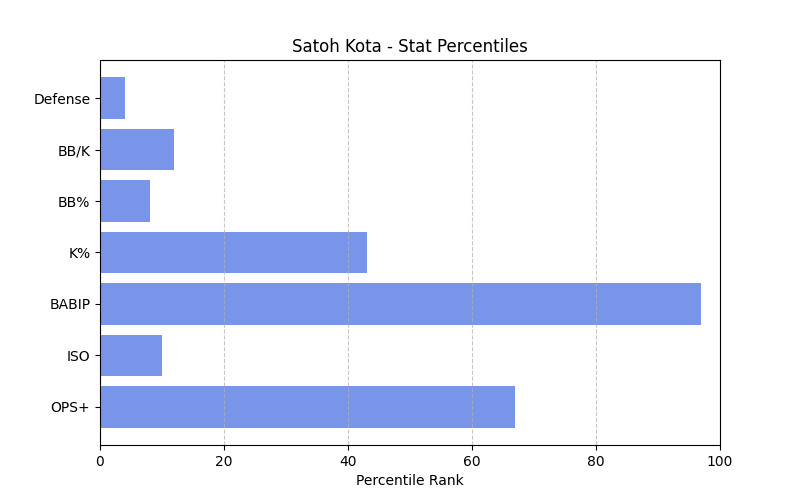 Satoh Kota - Stat Percentiles
Defense
BB/K
BB%
K%
BABIP
ISO
OPS+
0 20 40 60 80 100
Percentile Rank